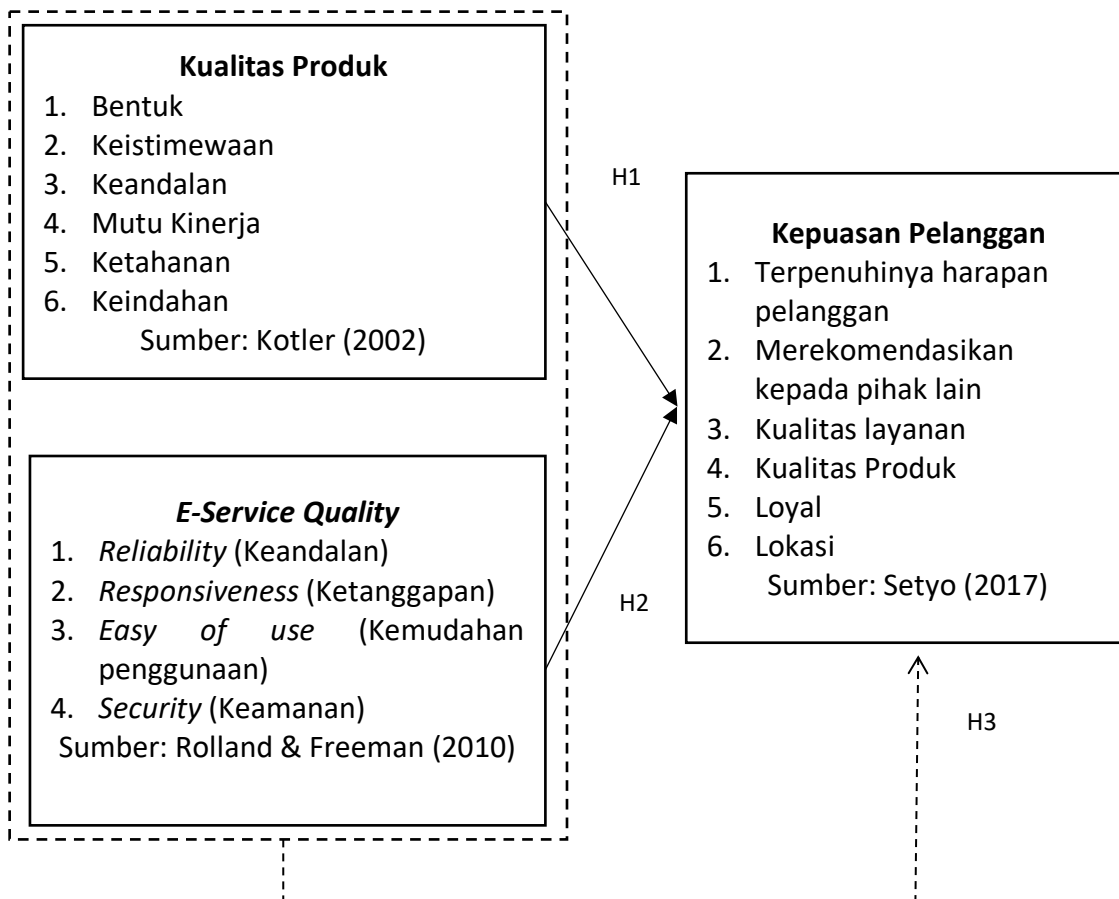 Kualitas Produk
1. Bentuk
2. Keistimewaan
3. Keandalan
4. Mutu Kinerja
5. Ketahanan
6. Keindahan
Sumber: Kotler (2002)
H1
Kepuasan Pelanggan
1. Terpenuhinya harapan
pelanggan
2. Merekomendasikan
kepada pihak lain
3. Kualitas layanan
4. Kualitas Produk
5. Loyal
6. Lokasi
Sumber: Setyo (2017)
E-Service Quality
1. Reliability (Keandalan)
2. Responsiveness (Ketanggapan)
3. Easy of use (Kemudahan
penggunaan)
4. Security (Keamanan)
Sumber: Rolland & Freeman (2010)
H2
H3